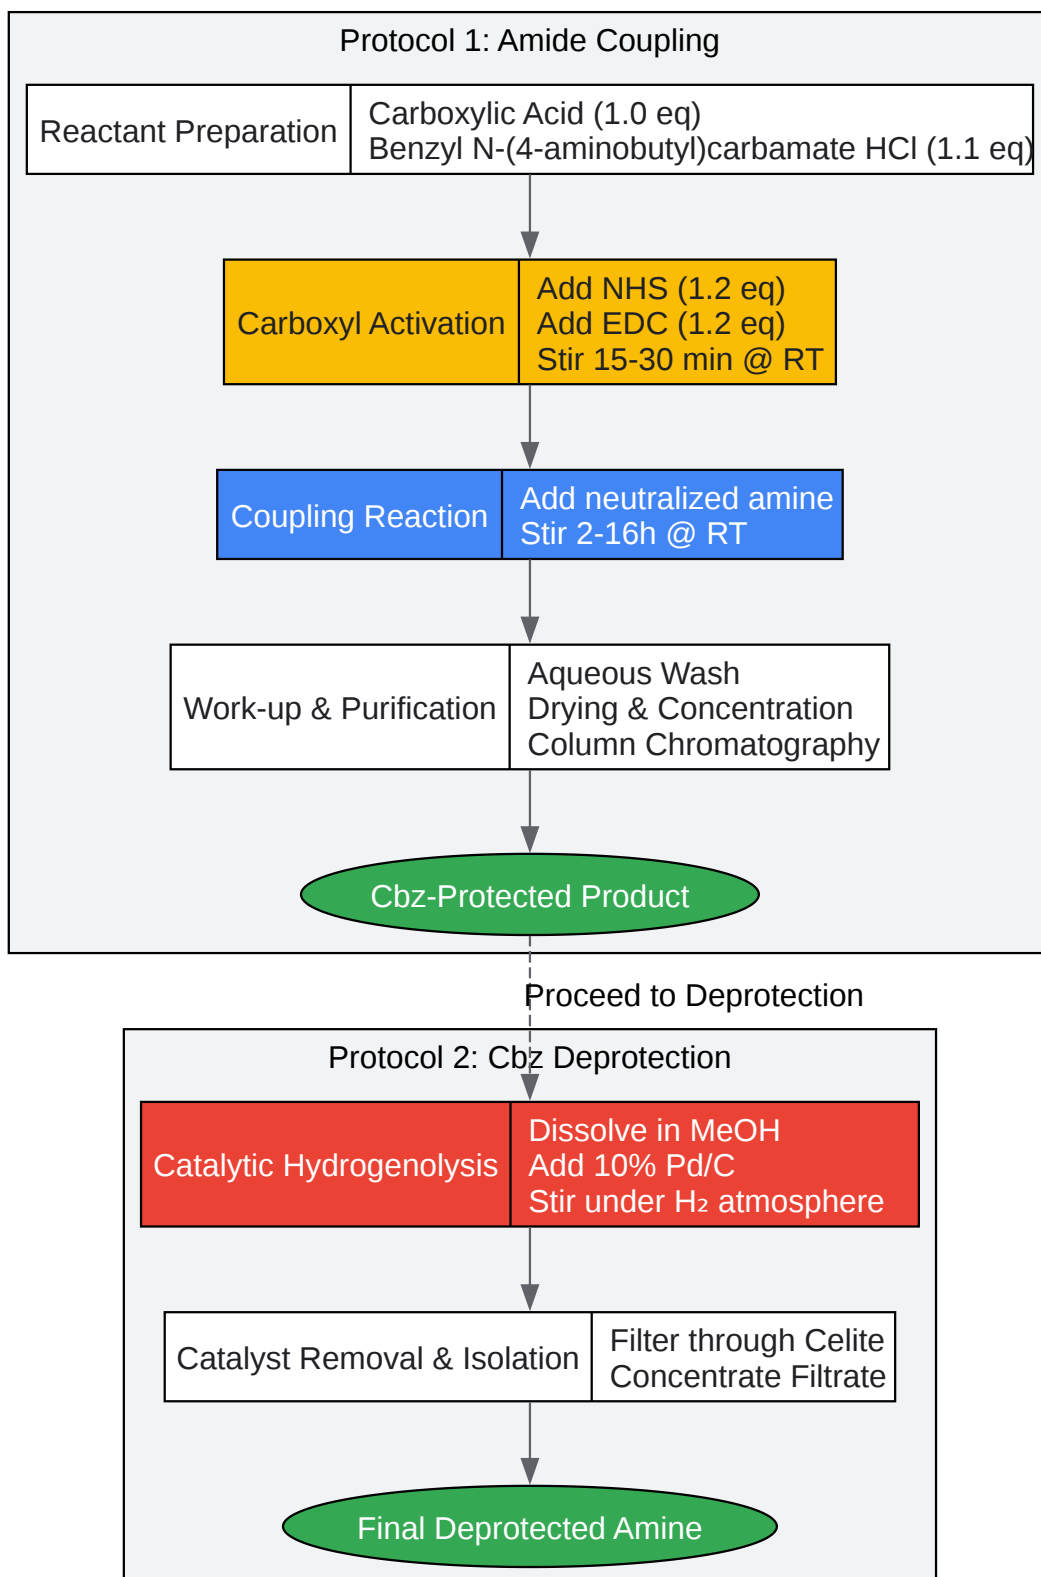 Protocol 1: Amide Coupling
Reactant Preparation
Carboxylic Acid (1.0 eq)
Benzyl N-(4-aminobutyl)carbamate HCl (1.1 eq)
Carboxyl Activation
Add NHS (1.2 eq)
Add EDC (1.2 eq)
Stir 15-30 min @ RT
Coupling Reaction
Add neutralized amine
Stir 2-16h @ RT
Work-up & Purification
Aqueous Wash
Drying & Concentration
Column Chromatography
Cbz-Protected Product
Proceed to Deprotection
Protocol 2: Cbz Deprotection
Catalytic Hydrogenolysis
Dissolve in MeOH
Add 10% Pd/C
Stir under H₂ atmosphere
Catalyst Removal & Isolation
Filter through Celite
Concentrate Filtrate
Final Deprotected Amine